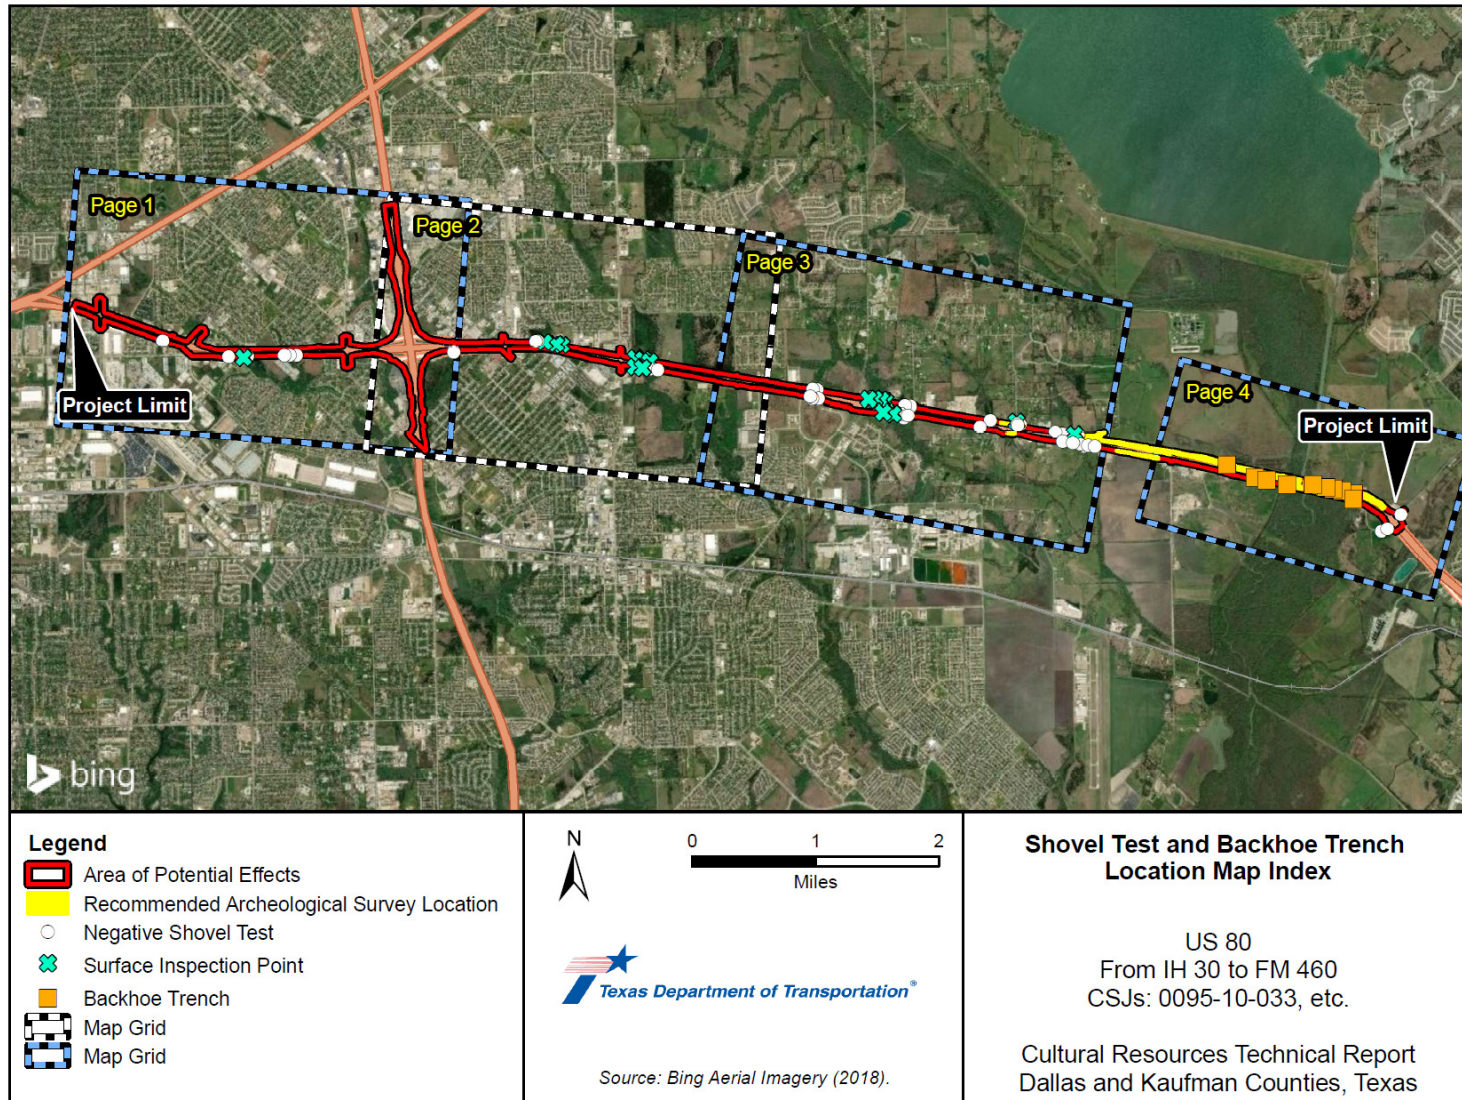 Page 1
Page 2
Page 3
Page 4
Project Limit
Project Limit
bing
Legend
Area of Potential Effects
Recommended Archeological Survey Location
Negative Shovel Test
Surface Inspection Point
Backhoe Trench
Map Grid
Map Grid
N
0 1 2
Miles
Texas Department of Transportation®
Source: Bing Aerial Imagery (2018).
Shovel Test and Backhoe Trench
Location Map Index
US 80
From IH 30 to FM 460
CSJs: 0095-10-033, etc.
Cultural Resources Technical Report
Dallas and Kaufman Counties, Texas